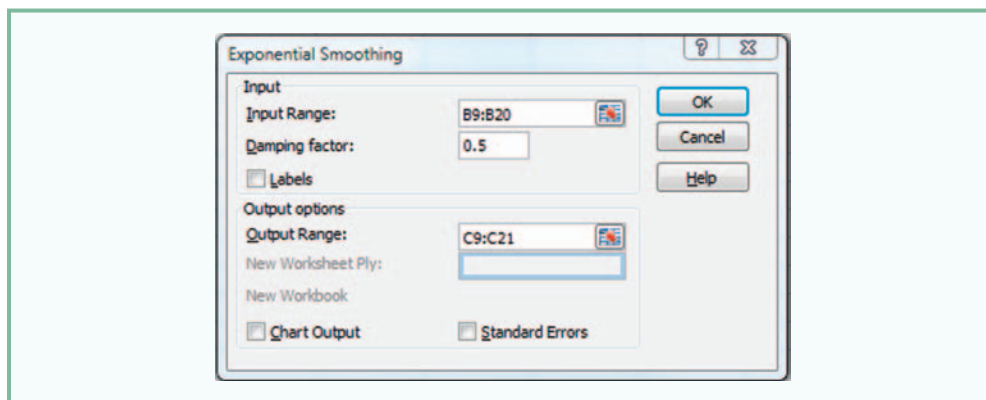 Exponential Smoothing
Input
Input Range: B9:B20
Damping factor: 0.5
Labels
Output options
Output Range: C9:C21
New Worksheet Ply:
New Workbook
Chart Output Standard Errors
OK
Cancel
Help